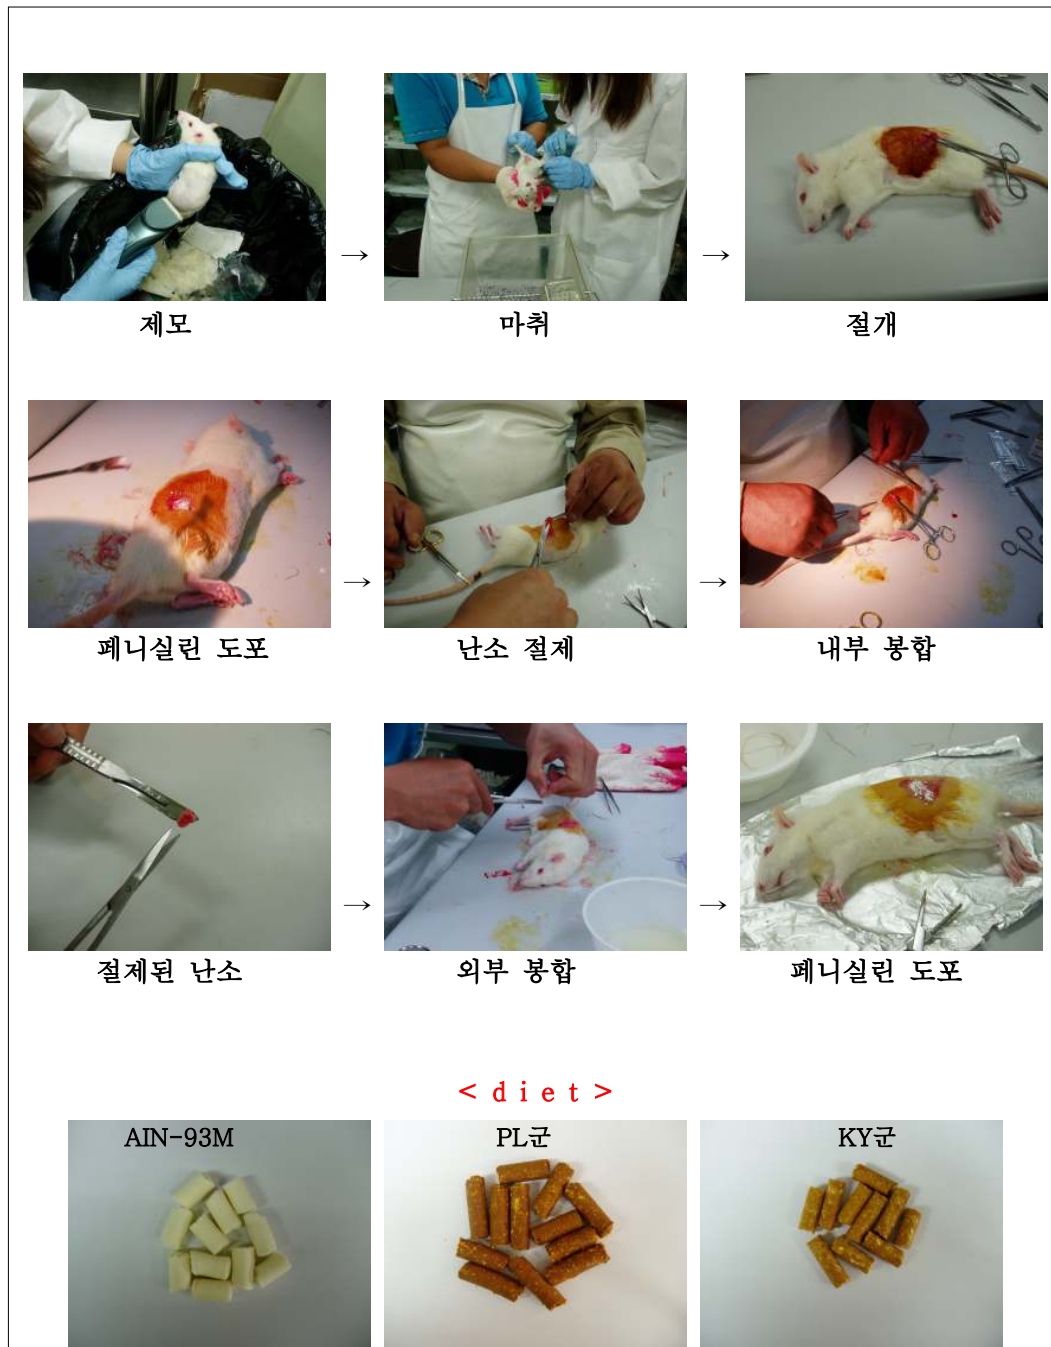 → →
제모 마취 절개
→ →
페니실린 도포 난소 절제 내부 봉합
→ →
절제된 난소 외부 봉합 페니실린 도포
< d i e t >
AIN-93M PL군 KY군